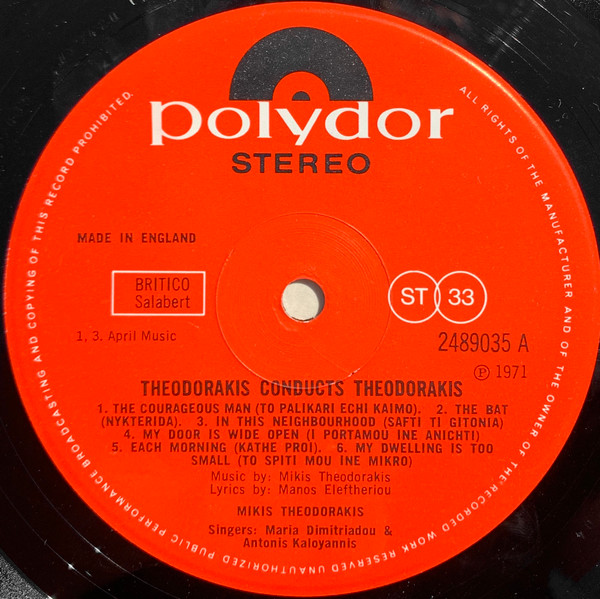 polydor
STEREO
MADE IN ENGLAND
BRITICO
Salabert
ST 33
1, 3. April Music
2489035 A
Ⓟ 1971
THEODORAKIS CONDUCTS THEODORAKIS
1. THE COURAGEOUS MAN (TO PALIKARI ECHI KAIMO). 2. THE BAT
(NYKTERIDA). 3. IN THIS NEIGHBOURHOOD (SAFTI TI GITONIA)
4. MY DOOR IS WIDE OPEN (I PORTAMOU INE ANICHTI)
5. EACH MORNING (KATHE PROI). 6. MY DWELLING IS TOO
SMALL (TO SPITI MOU INE MIKRO)
Music by: Mikis Theodorakis
Lyrics by: Manos Eleftheriou
MIKIS THEODORAKIS
Singers: Maria Dimitriadou &
Antonis Kaloyannis
ALL RIGHTS OF THE MANUFACTURER AND OF THE OWNER OF THE RECORDED WORK RESERVED UNAUTHORIZED PUBLIC PERFORMANCE BROADCASTING AND COPYING OF THIS RECORD PROHIBITED.